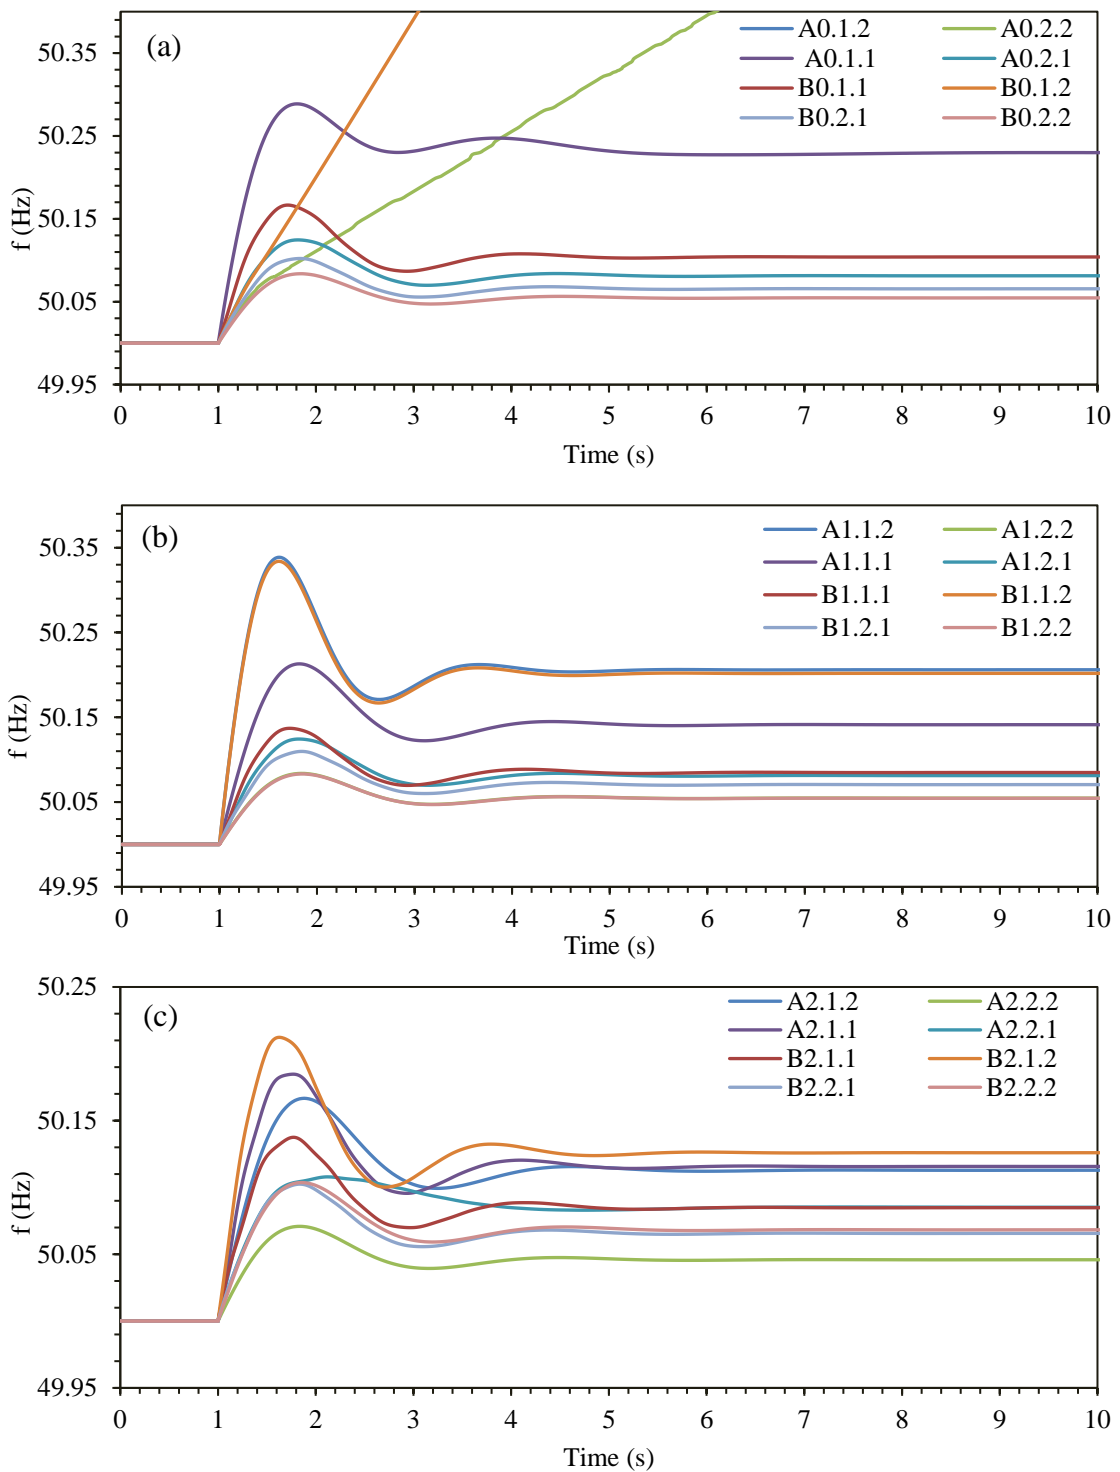 (a)
A0.1.2 A0.2.2
A0.1.1 A0.2.1
B0.1.1 B0.1.2
B0.2.1 B0.2.2
50.35
50.25
50.15
50.05
49.95
f (Hz)
0 1 2 3 4 5 6 7 8 9 10
Time (s)
(b)
A1.1.2 A1.2.2
A1.1.1 A1.2.1
B1.1.1 B1.1.2
B1.2.1 B1.2.2
50.35
50.25
50.15
50.05
49.95
f (Hz)
0 1 2 3 4 5 6 7 8 9 10
Time (s)
(c)
A2.1.2 A2.2.2
A2.1.1 A2.2.1
B2.1.1 B2.1.2
B2.2.1 B2.2.2
50.25
50.15
50.05
49.95
f (Hz)
0 1 2 3 4 5 6 7 8 9 10
Time (s)